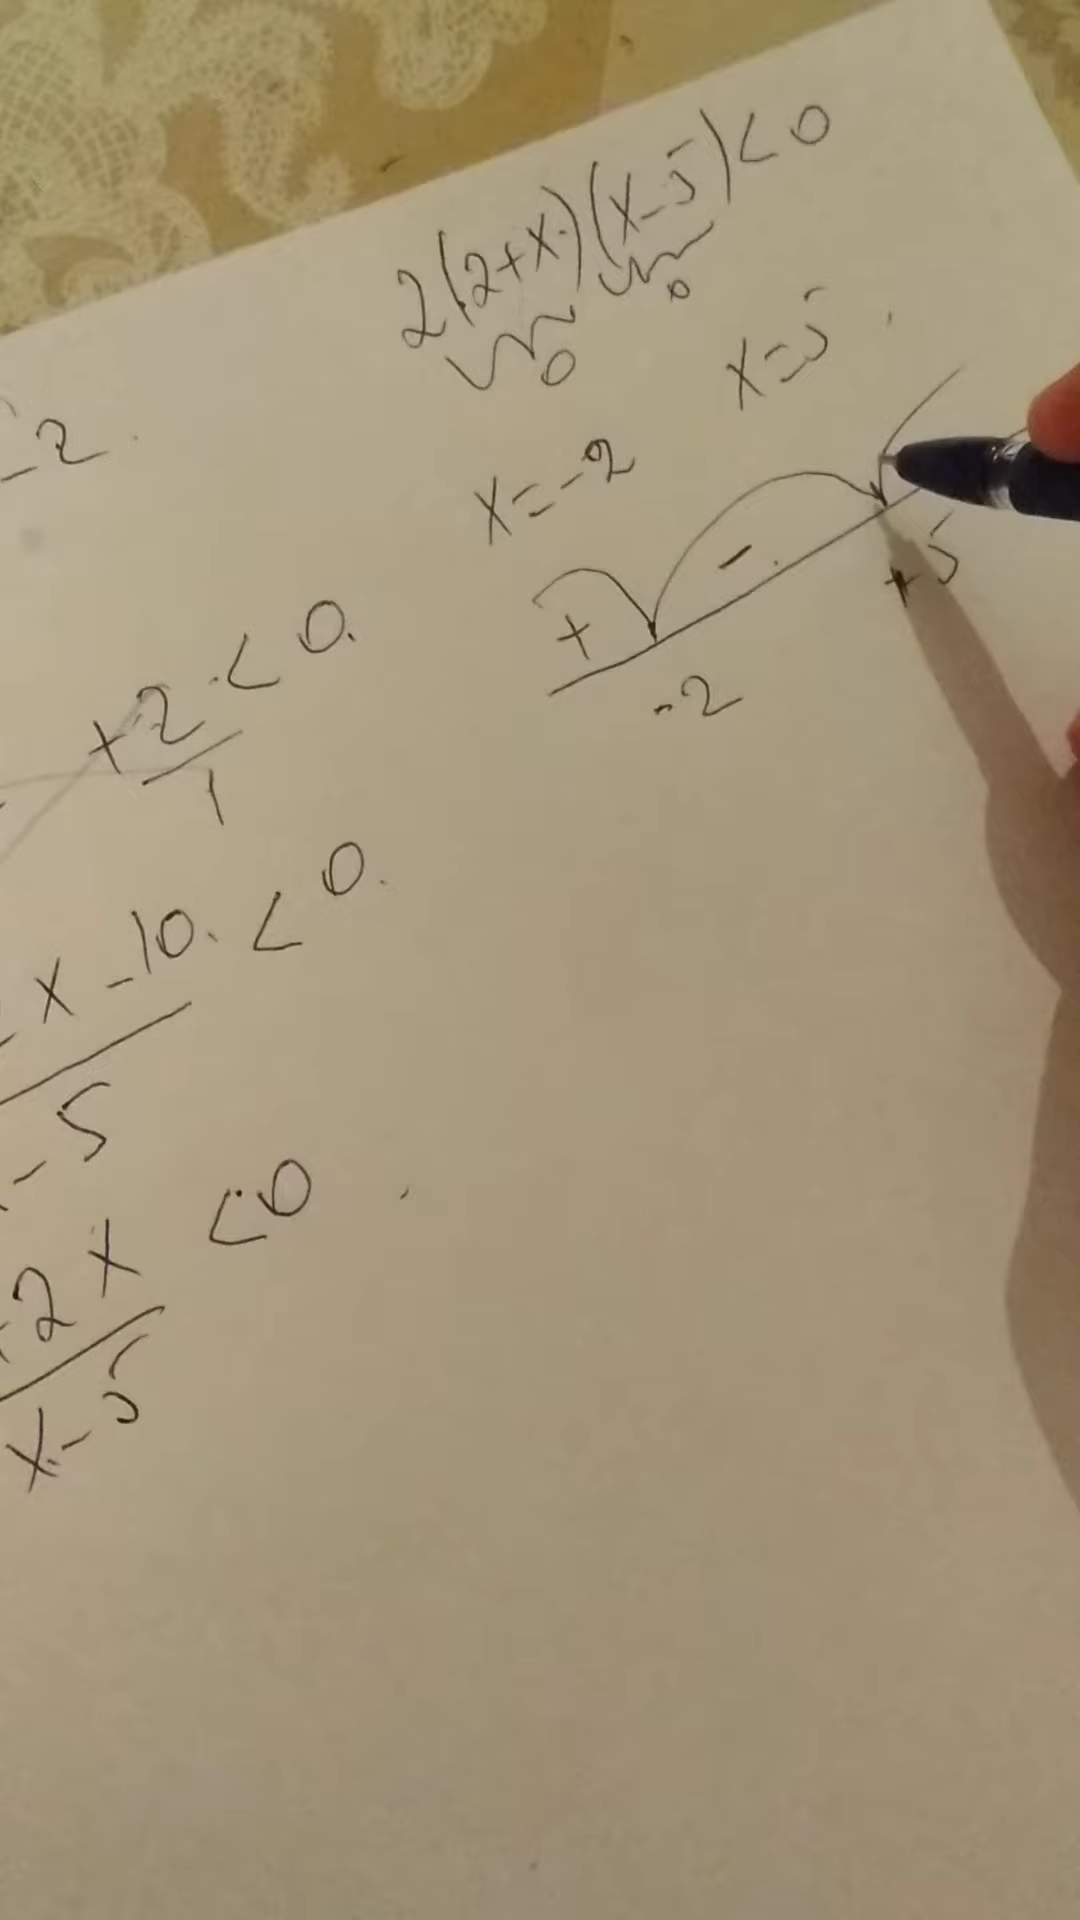 2(2+x)(x-5)<0
0 0
x=5
x=-2
-2
+ - +
-2 5
+2/1 <0
x-10 <0
-5
2x <0
x-5